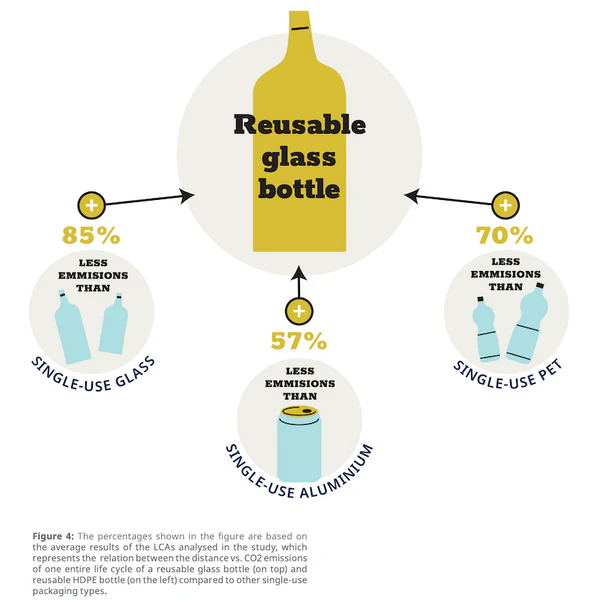 Reusable
glass
bottle
85%
LESS
EMMISIONS
THAN
SINGLE-USE GLASS
57%
LESS
EMMISIONS
THAN
SINGLE-USE ALUMINIUM
70%
LESS
EMMISIONS
THAN
SINGLE-USE PET
Figure 4: The percentages shown in the figure are based on
the average results of the LCAs analysed in the study, which
represents the relation between the distance vs. CO2 emissions
of one entire life cycle of a reusable glass bottle (on top) and
reusable HDPE bottle (on the left) compared to other single-use
packaging types.